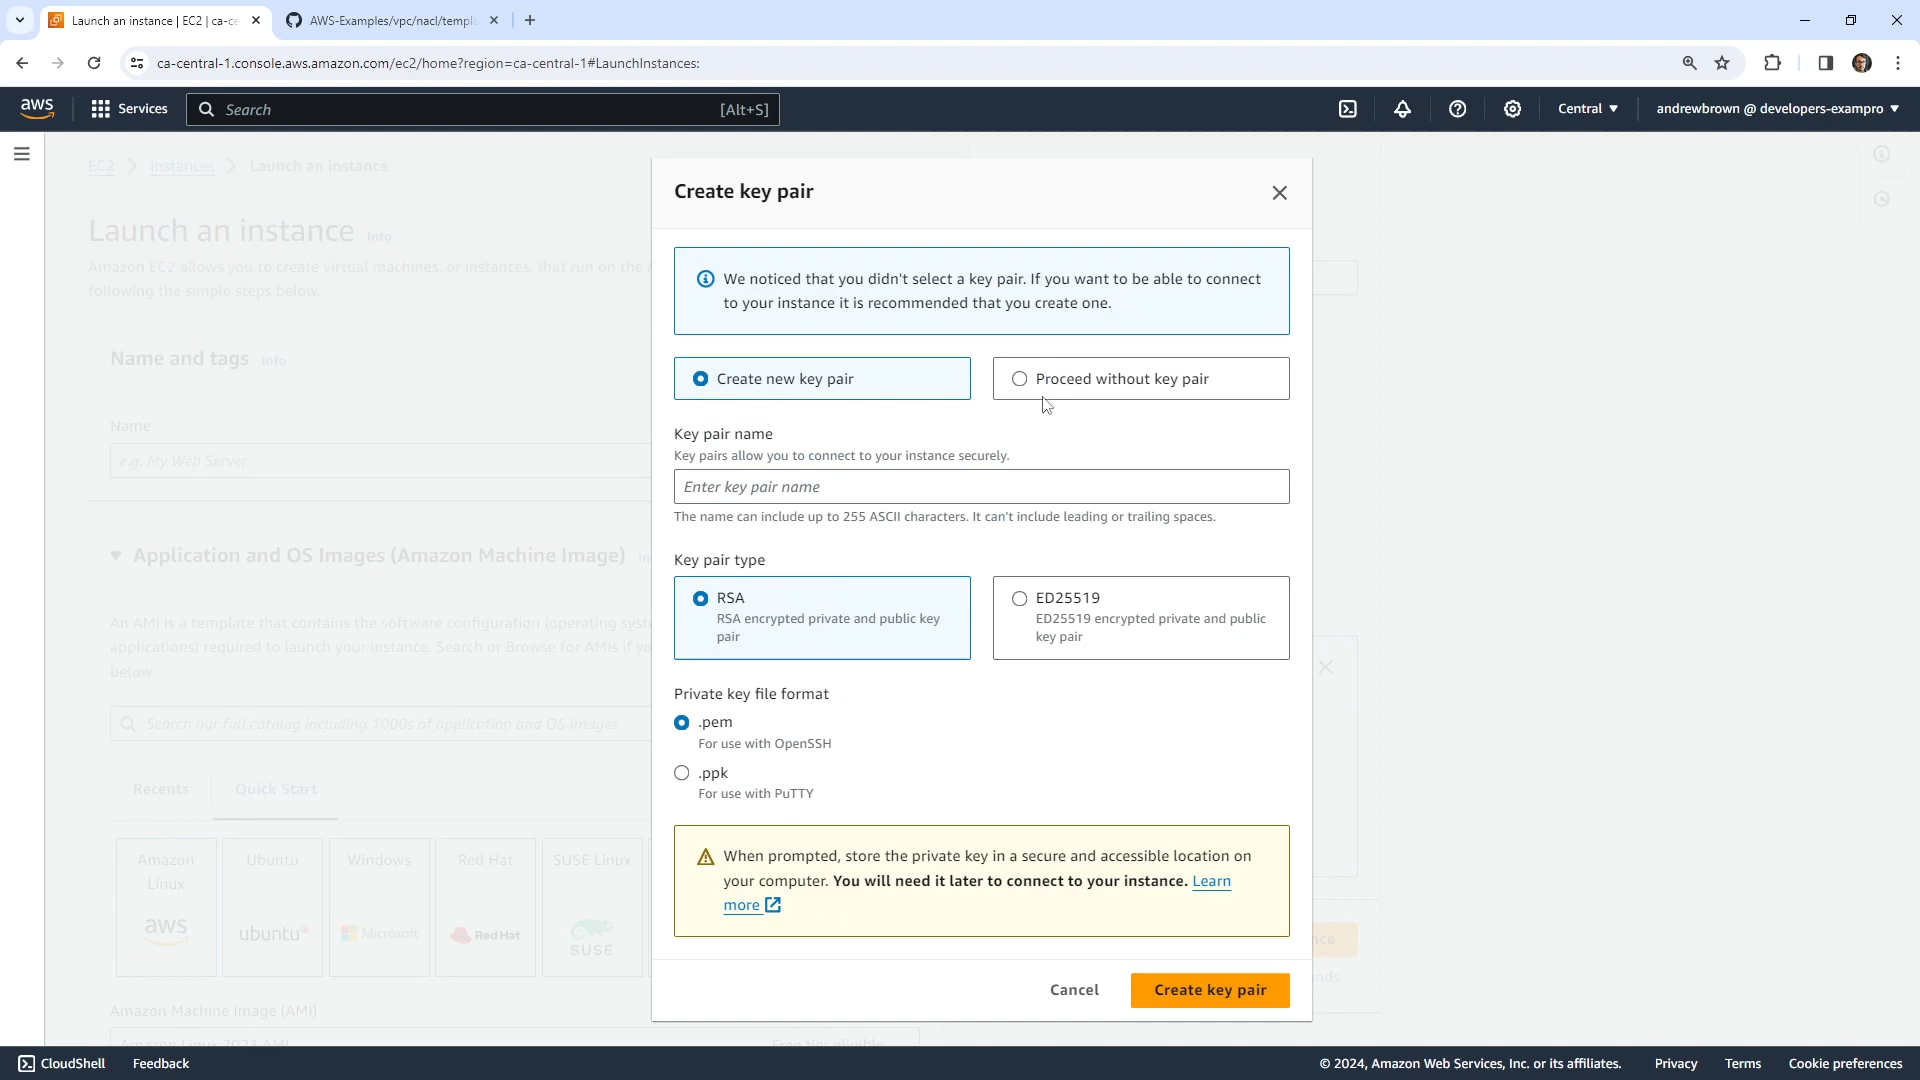 Launch an instance | EC2 | ca-ce
AWS-Examples/vpc/nacl/templ
ca-central-1.console.aws.amazon.com/ec2/home?region=ca-central-1#LaunchInstances:
aws
Services
Search
[Alt+S]
Central
andrewbrown @ developers-exampro
EC2
Instances
Launch an instance
Launch an instance
Info
Amazon EC2 allows you to create virtual machines, or instances, that run on the A
following the simple steps below.
Name and tags
Info
Name
e.g. My Web Server
Application and OS Images (Amazon Machine Image)
An AMI is a template that contains the software configuration (operating syst
applications) required to launch your instance. Search or Browse for AMIs if yo
below
Search our full catalog including 1000s of application and OS images
Recents
Quick Start
Amazon
Linux
aws
Ubuntu
ubuntu
Windows
Microsoft
Red Hat
Red Hat
SUSE Linux
SUSE
Amazon Machine Image (AMI)
Amazon Linux 2023 AMI
Free tier eligible
Create key pair
We noticed that you didn't select a key pair. If you want to be able to connect
to your instance it is recommended that you create one.
Create new key pair
Proceed without key pair
Key pair name
Key pairs allow you to connect to your instance securely.
Enter key pair name
The name can include up to 255 ASCII characters. It can't include leading or trailing spaces.
Key pair type
RSA
RSA encrypted private and public key
pair
ED25519
ED25519 encrypted private and public
key pair
Private key file format
.pem
For use with OpenSSH
.ppk
For use with PuTTY
When prompted, store the private key in a secure and accessible location on
your computer. You will need it later to connect to your instance. Learn
more
Cancel
Create key pair
CloudShell
Feedback
© 2024, Amazon Web Services, Inc. or its affiliates.
Privacy
Terms
Cookie preferences